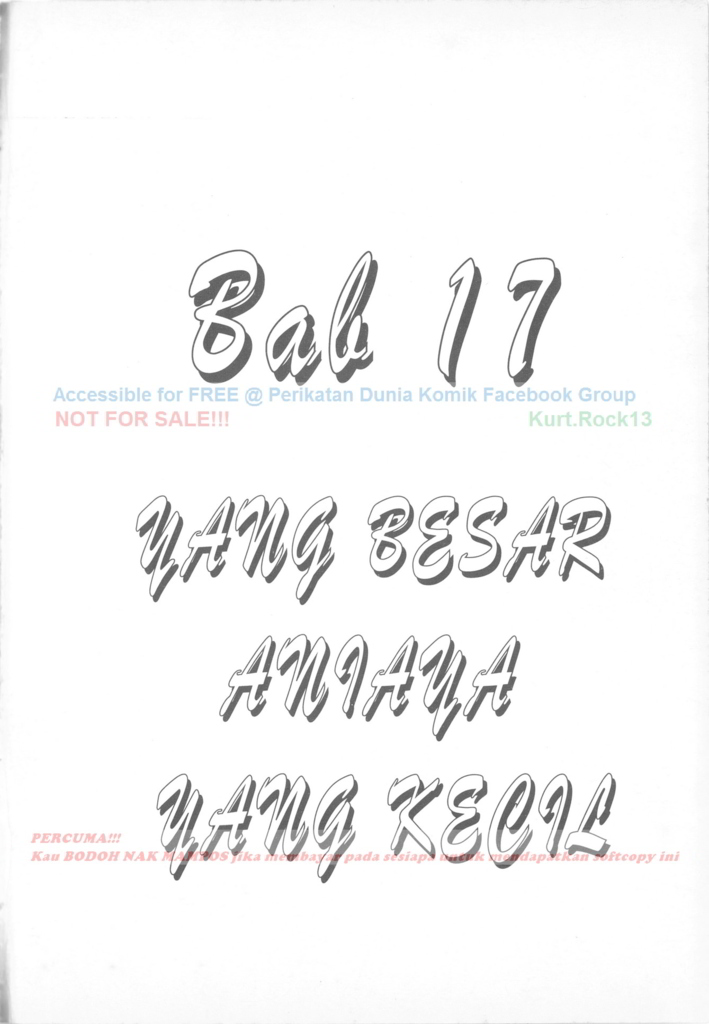 Bab 17
Accessible for FREE @ Perikatan Dunia Komik Facebook Group
NOT FOR SALE!!! Kurt.Rock13
YANG BESAR
ANIAYA
YANG KECIL
PERCUMA!!!
Kau BODOH NAK MAMPOS jika membayar pada sesiapa untuk mendapatkan softcopy ini